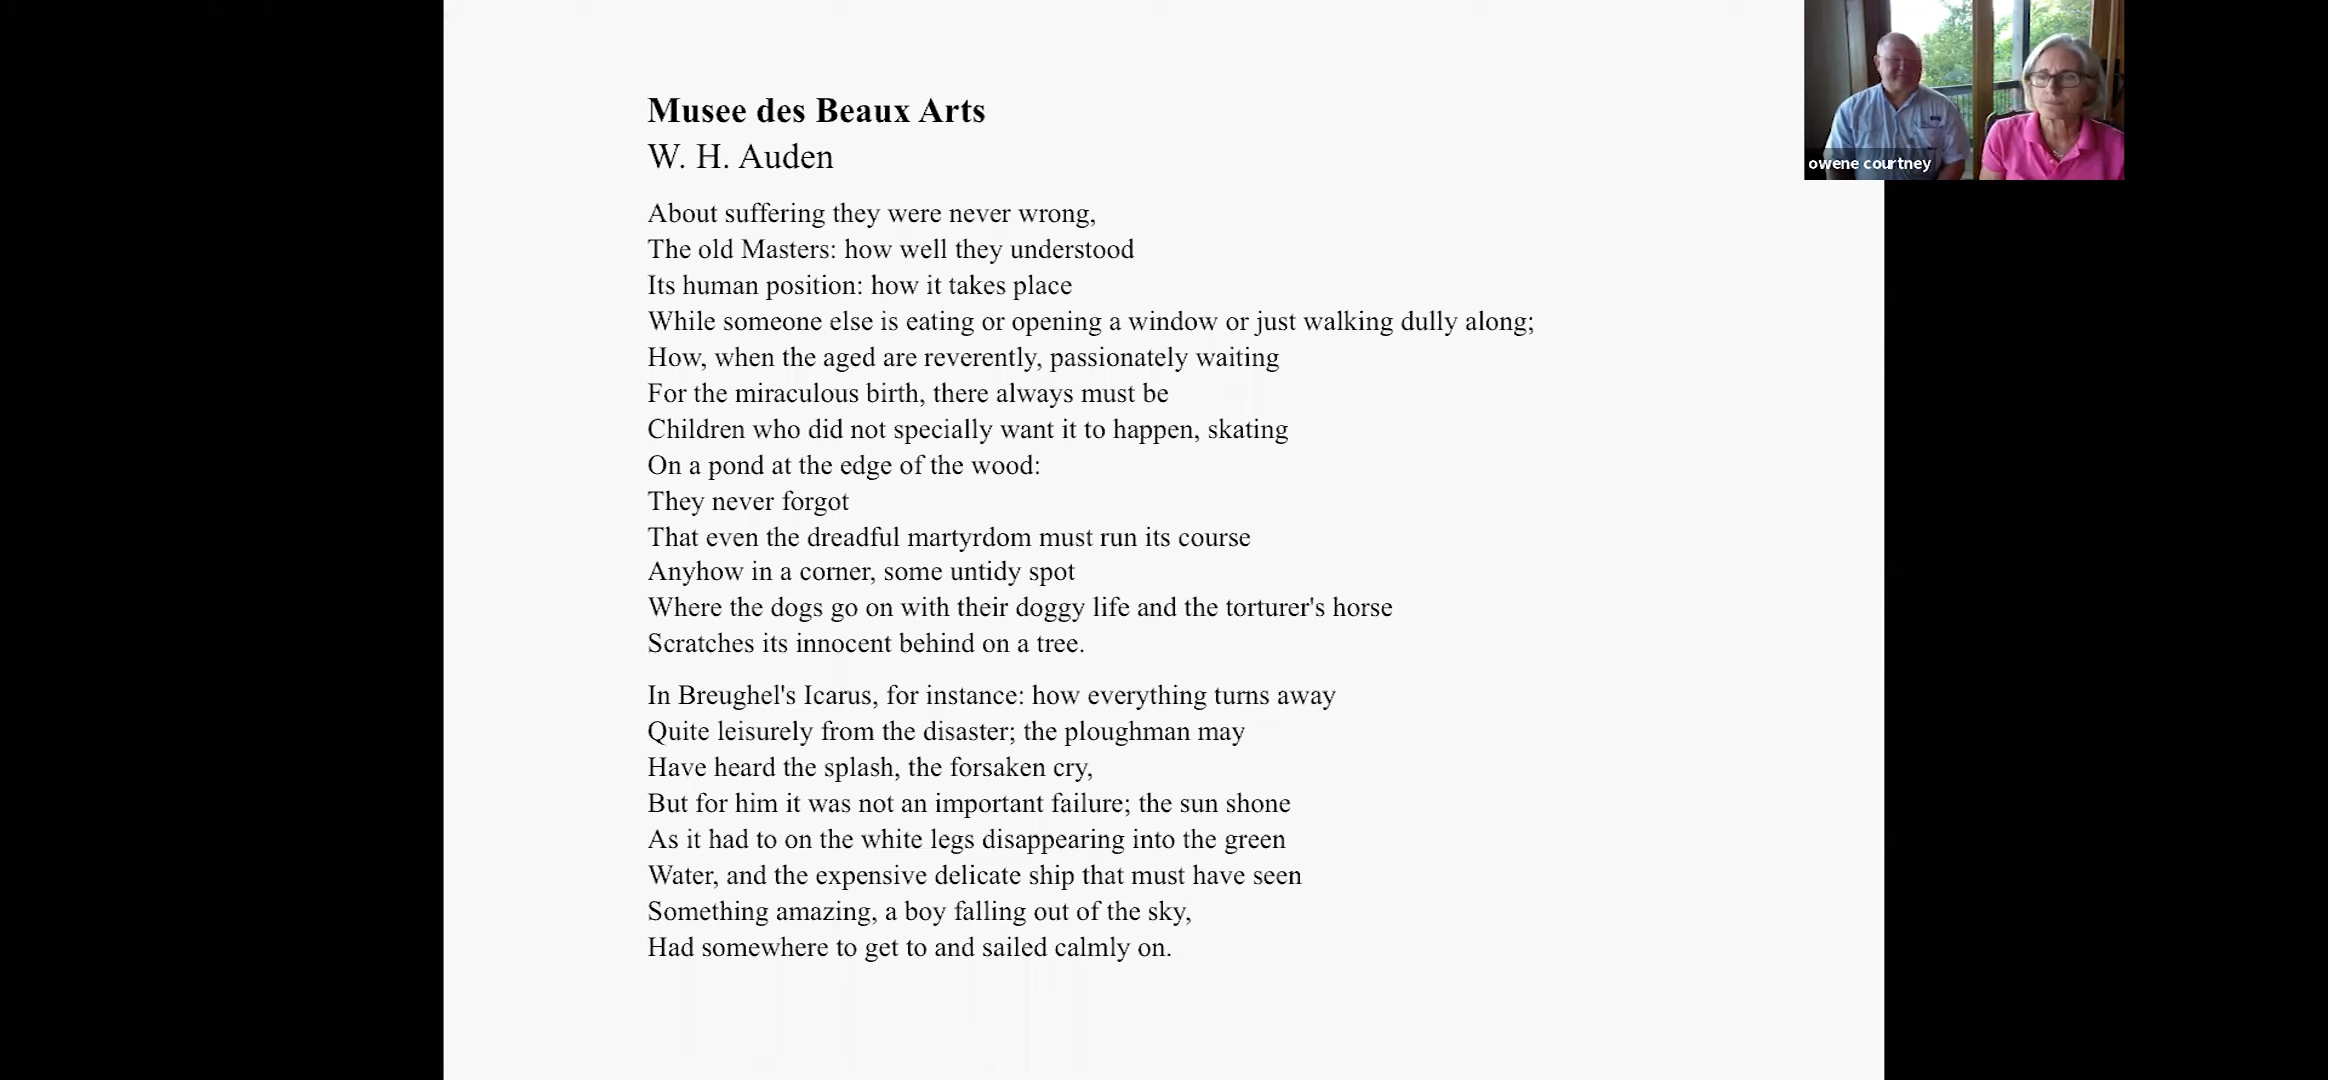 Musee des Beaux Arts
W. H. Auden
About suffering they were never wrong,
The old Masters: how well they understood
Its human position: how it takes place
While someone else is eating or opening a window or just walking dully along;
How, when the aged are reverently, passionately waiting
For the miraculous birth, there always must be
Children who did not specially want it to happen, skating
On a pond at the edge of the wood:
They never forgot
That even the dreadful martyrdom must run its course
Anyhow in a corner, some untidy spot
Where the dogs go on with their doggy life and the torturer's horse
Scratches its innocent behind on a tree.
In Breughel's Icarus, for instance: how everything turns away
Quite leisurely from the disaster; the ploughman may
Have heard the splash, the forsaken cry,
But for him it was not an important failure; the sun shone
As it had to on the white legs disappearing into the green
Water, and the expensive delicate ship that must have seen
Something amazing, a boy falling out of the sky,
Had somewhere to get to and sailed calmly on.
owene courtney